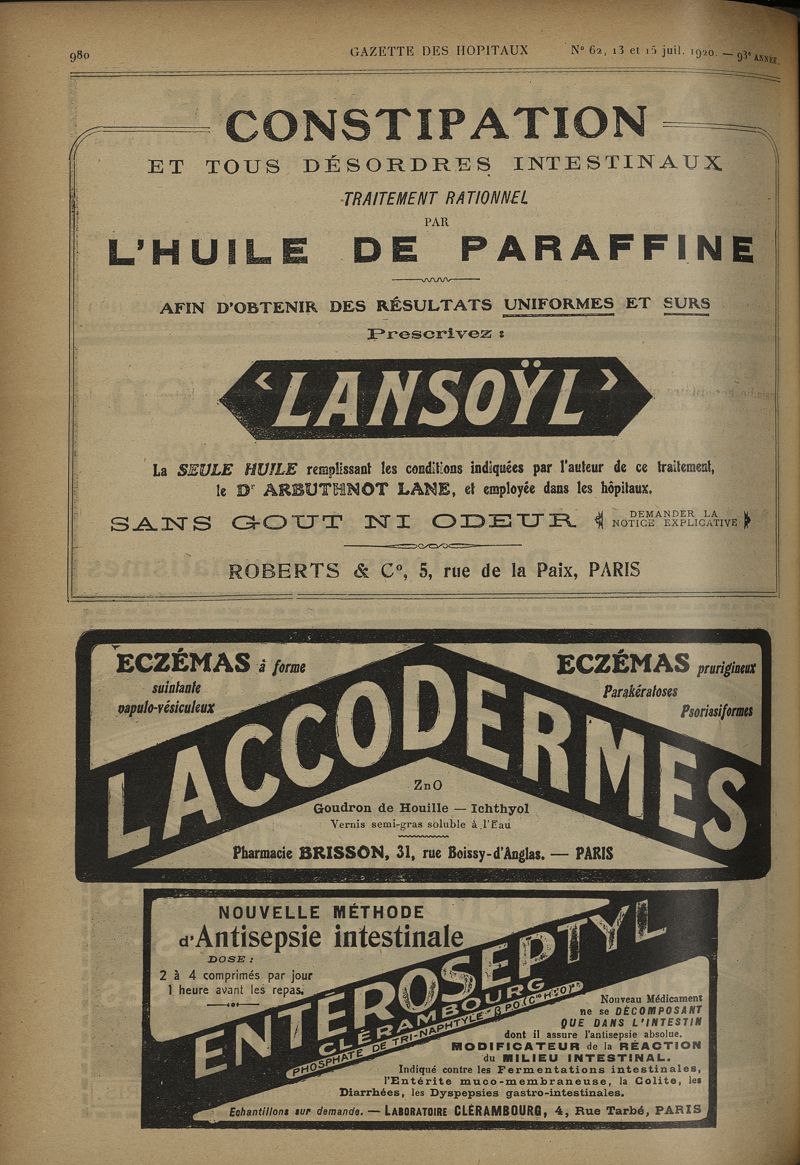 980
GAZETTE DES HOPITAUX
N° 62, 13 et 15 juil. 1920. — 93e ANNÉE.
CONSTIPATION
ET TOUS DÉSORDRES INTESTINAUX
TRAITEMENT RATIONNEL
PAR
L'HUILE DE PARAFFINE
AFIN D'OBTENIR DES RÉSULTATS UNIFORMES ET SURS
Prescrivez :
"LANSOŸL"
La SEULE HUILE remplissant les conditions indiquées par l'auteur de ce traitement,
le Dr ARBUTHNOT LANE, et employée dans les hôpitaux.
SANS GOUT NI ODEUR
DEMANDER LA
NOTICE EXPLICATIVE
ROBERTS & C°, 5, rue de la Paix, PARIS
ECZÉMAS à forme
suintante
papulo-vésiculeux
ECZÉMAS prurigineux
Parakératoses
Psoriasiformes
LACCODERMES
ZnO
Goudron de Houille — Ichthyol
Vernis semi-gras soluble à l'Eau
Pharmacie BRISSON, 31, rue Boissy-d'Anglas. — PARIS
NOUVELLE MÉTHODE
d'Antisepsie intestinale
DOSE :
2 à 4 comprimés par jour
1 heure avant les repas.
ENTÉROSEPTYL
CLÉRAMBOURG
PHOSPHATE DE TRI-NAPHTYLE-β
Nouveau Médicament
ne se DÉCOMPOSANT
QUE DANS L'INTESTIN
dont il assure l'antisepsie absolue.
MODIFICATEUR de la RÉACTION
du MILIEU INTESTINAL.
Indiqué contre les Fermentations intestinales,
l'Entérite muco-membraneuse, la Colite, les
Diarrhées, les Dyspepsies gastro-intestinales.
Echantillons sur demande. — LABORATOIRE CLÉRAMBOURG, 4, Rue Tarbé, PARIS